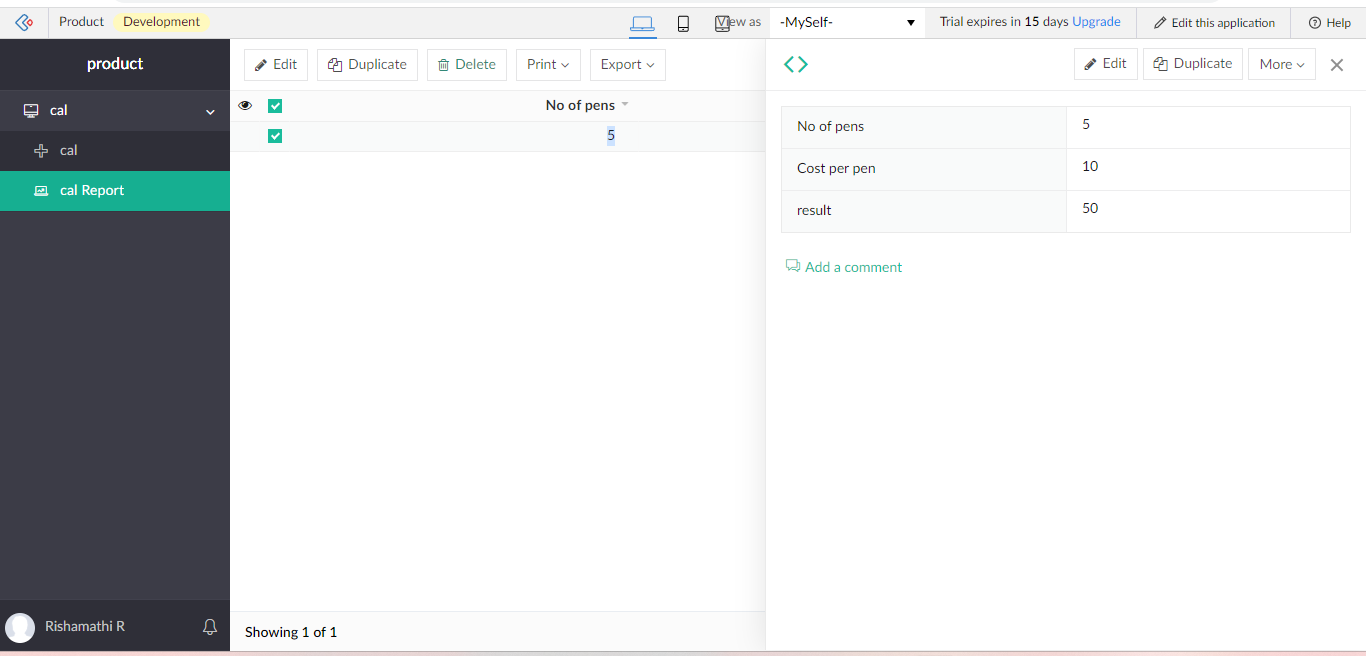 Product Development View as -MySelf- Trial expires in 15 days Upgrade Edit this application Help
product
cal
cal
cal Report
Rishamathi R
Edit Duplicate Delete Print Export
No of pens
5
Showing 1 of 1
Edit Duplicate More
No of pens 5
Cost per pen 10
result 50
Add a comment